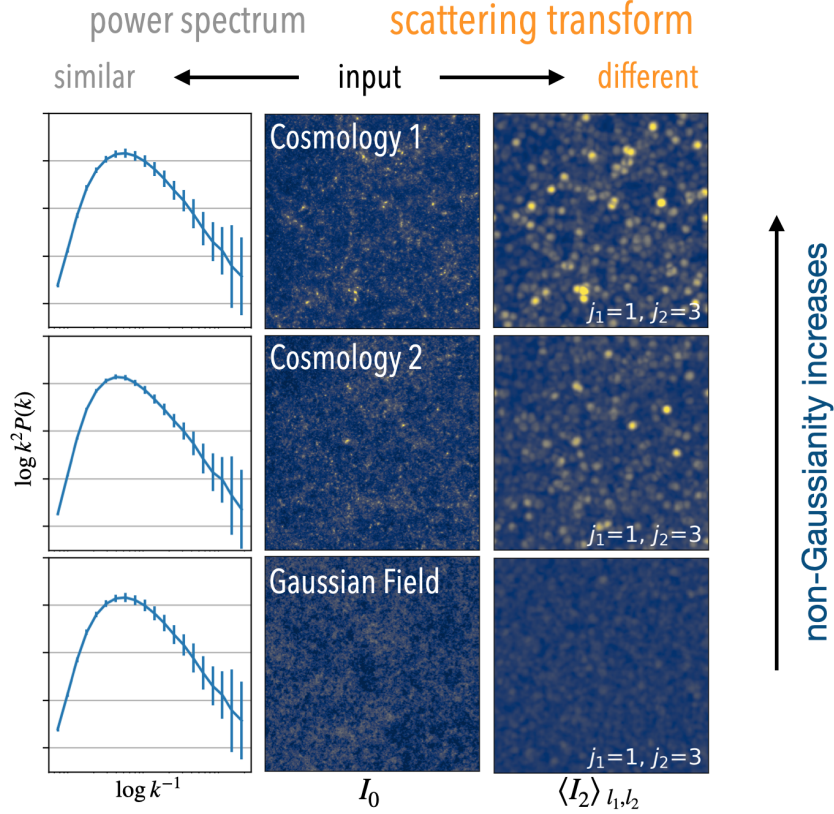 power spectrum scattering transform
similar input different
Cosmology 1
j₁=1, j₂=3
Cosmology 2
j₁=1, j₂=3
Gaussian Field
j₁=1, j₂=3
log k²P(k)
log k⁻¹
I₀
⟨I₂⟩ l₁,l₂
non-Gaussianity increases